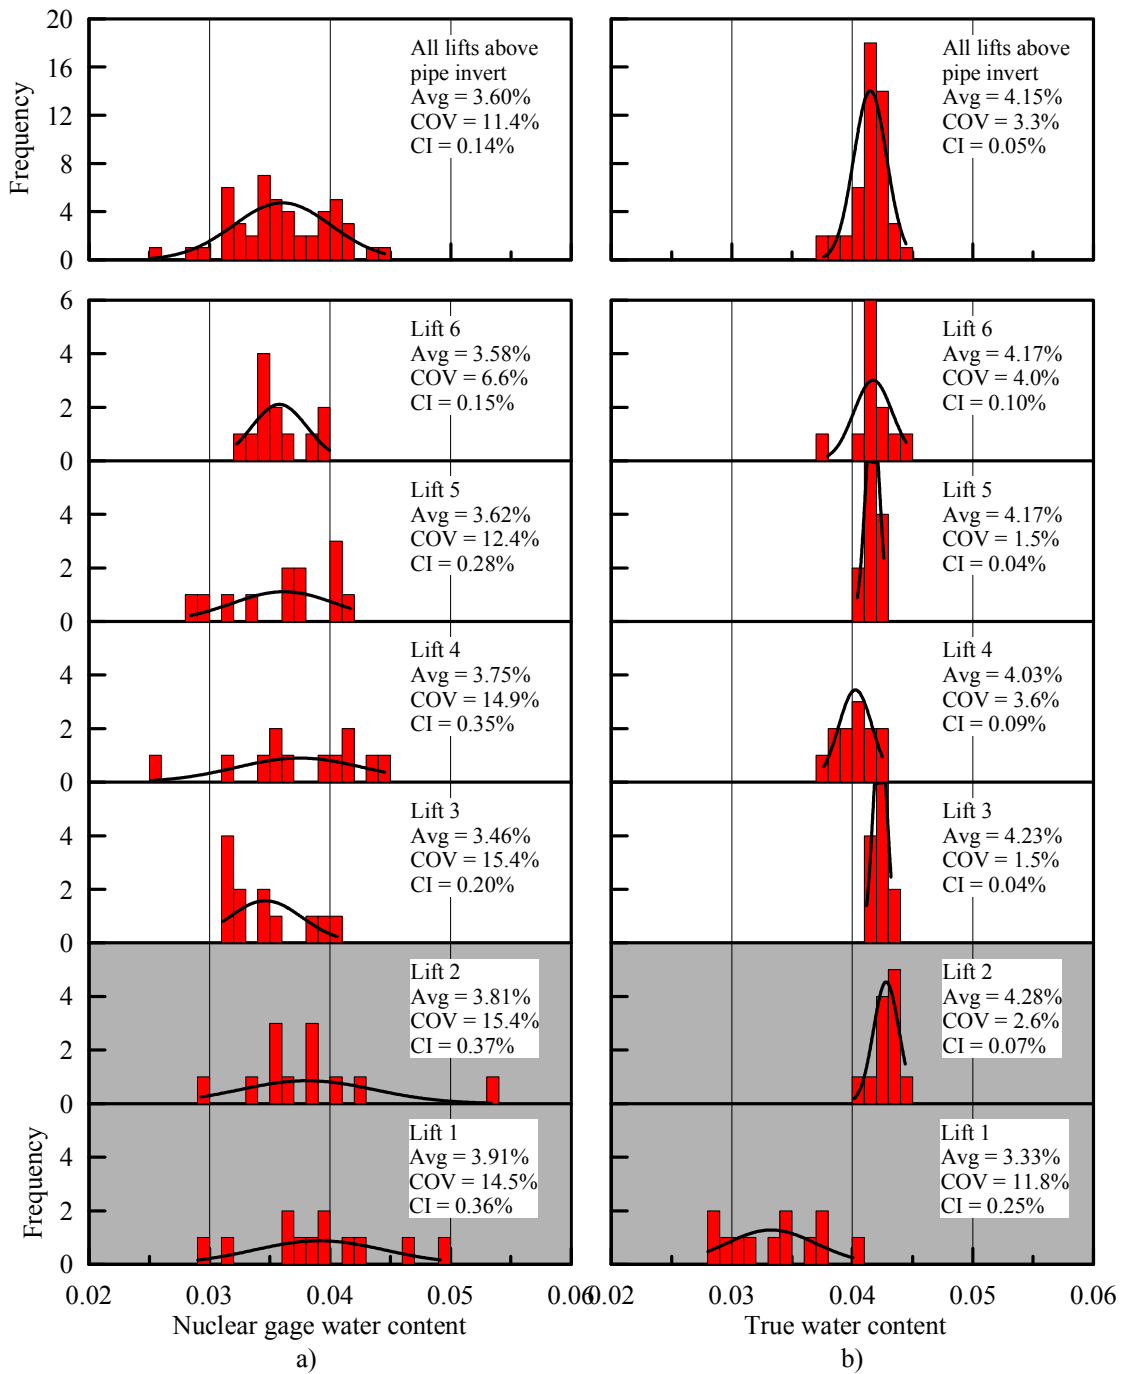 20
16
12
8
4
0
Frequency
All lifts above
pipe invert
Avg = 3.60%
COV = 11.4%
CI = 0.14%
All lifts above
pipe invert
Avg = 4.15%
COV = 3.3%
CI = 0.05%
6
4
2
0
Lift 6
Avg = 3.58%
COV = 6.6%
CI = 0.15%
Lift 6
Avg = 4.17%
COV = 4.0%
CI = 0.10%
4
2
0
Lift 5
Avg = 3.62%
COV = 12.4%
CI = 0.28%
Lift 5
Avg = 4.17%
COV = 1.5%
CI = 0.04%
4
2
0
Lift 4
Avg = 3.75%
COV = 14.9%
CI = 0.35%
Lift 4
Avg = 4.03%
COV = 3.6%
CI = 0.09%
4
2
0
Lift 3
Avg = 3.46%
COV = 15.4%
CI = 0.20%
Lift 3
Avg = 4.23%
COV = 1.5%
CI = 0.04%
4
2
0
Lift 2
Avg = 3.81%
COV = 15.4%
CI = 0.37%
Lift 2
Avg = 4.28%
COV = 2.6%
CI = 0.07%
4
2
0
Frequency
Lift 1
Avg = 3.91%
COV = 14.5%
CI = 0.36%
Lift 1
Avg = 3.33%
COV = 11.8%
CI = 0.25%
0.02 0.03 0.04 0.05 0.06
0.02 0.03 0.04 0.05 0.06
Nuclear gage water content
True water content
a)
b)